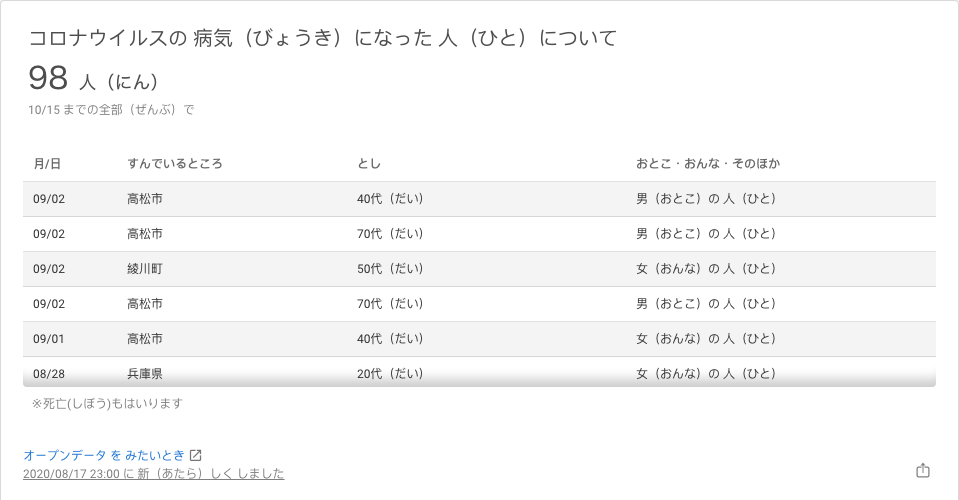 コロナウイルスの 病気（びょうき）になった 人（ひと）について
98 人（にん）
10/15 までの全部（ぜんぶ）で
月/日 すんでいるところ とし おとこ・おんな・そのほか
09/02 高松市 40代（だい） 男（おとこ）の 人（ひと）
09/02 高松市 70代（だい） 男（おとこ）の 人（ひと）
09/02 綾川町 50代（だい） 女（おんな）の 人（ひと）
09/02 高松市 70代（だい） 男（おとこ）の 人（ひと）
09/01 高松市 40代（だい） 女（おんな）の 人（ひと）
08/28 兵庫県 20代（だい） 女（おんな）の 人（ひと）
※死亡(しぼう)もはいります
オープンデータ を みたいとき
2020/08/17 23:00 に 新（あたら）しく しました